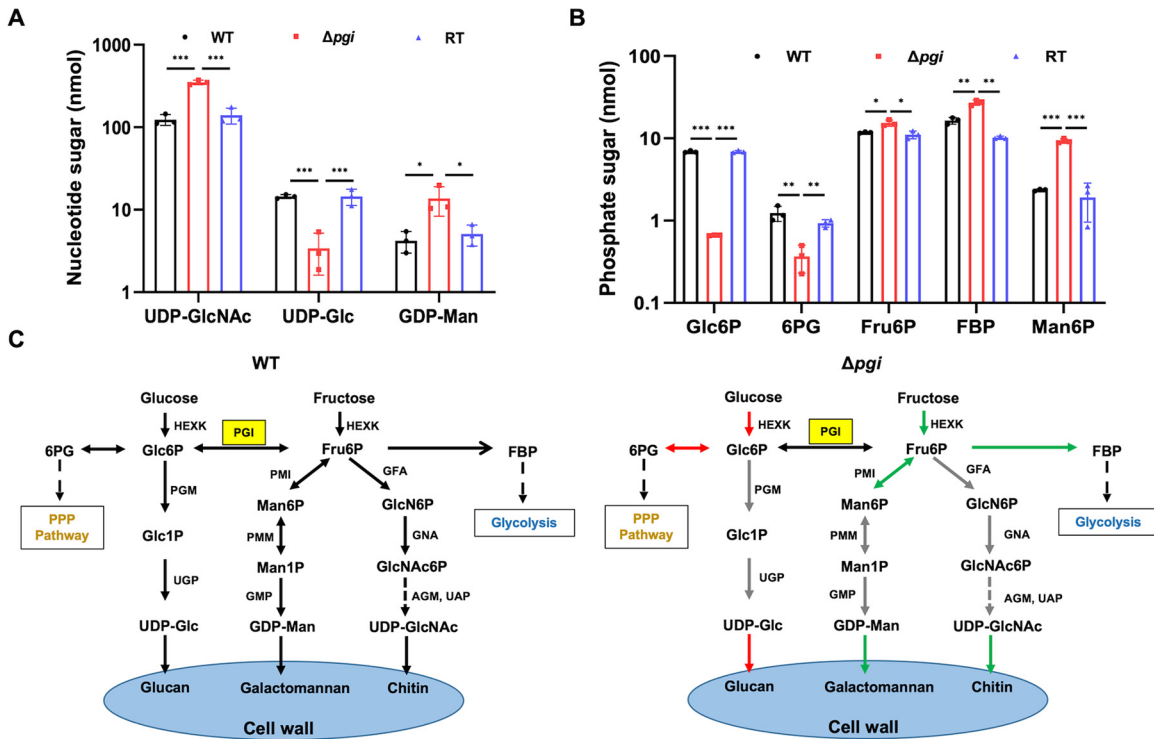 A
WT
Δpgi
RT
Nucleotide sugar (nmol)
1000
100
10
1
***
***
***
***
*
*
UDP-GlcNAc
UDP-Glc
GDP-Man
B
WT
Δpgi
RT
Phosphate sugar (nmol)
100
10
1
0.1
***
***
**
**
*
*
**
**
***
***
Glc6P
6PG
Fru6P
FBP
Man6P
C
WT
Glucose
Fructose
HEXK
HEXK
PGI
6PG
Glc6P
Fru6P
FBP
PGM
PMI
GFA
Man6P
GlcN6P
PPP
Pathway
Glycolysis
Glc1P
PMM
GNA
Man1P
GlcNAc6P
UGP
GMP
AGM, UAP
UDP-Glc
GDP-Man
UDP-GlcNAc
Glucan
Galactomannan
Chitin
Cell wall
Δpgi
Glucose
Fructose
HEXK
HEXK
PGI
6PG
Glc6P
Fru6P
FBP
PGM
PMI
GFA
Man6P
GlcN6P
PPP
Pathway
Glycolysis
Glc1P
PMM
GNA
Man1P
GlcNAc6P
UGP
GMP
AGM, UAP
UDP-Glc
GDP-Man
UDP-GlcNAc
Glucan
Galactomannan
Chitin
Cell wall